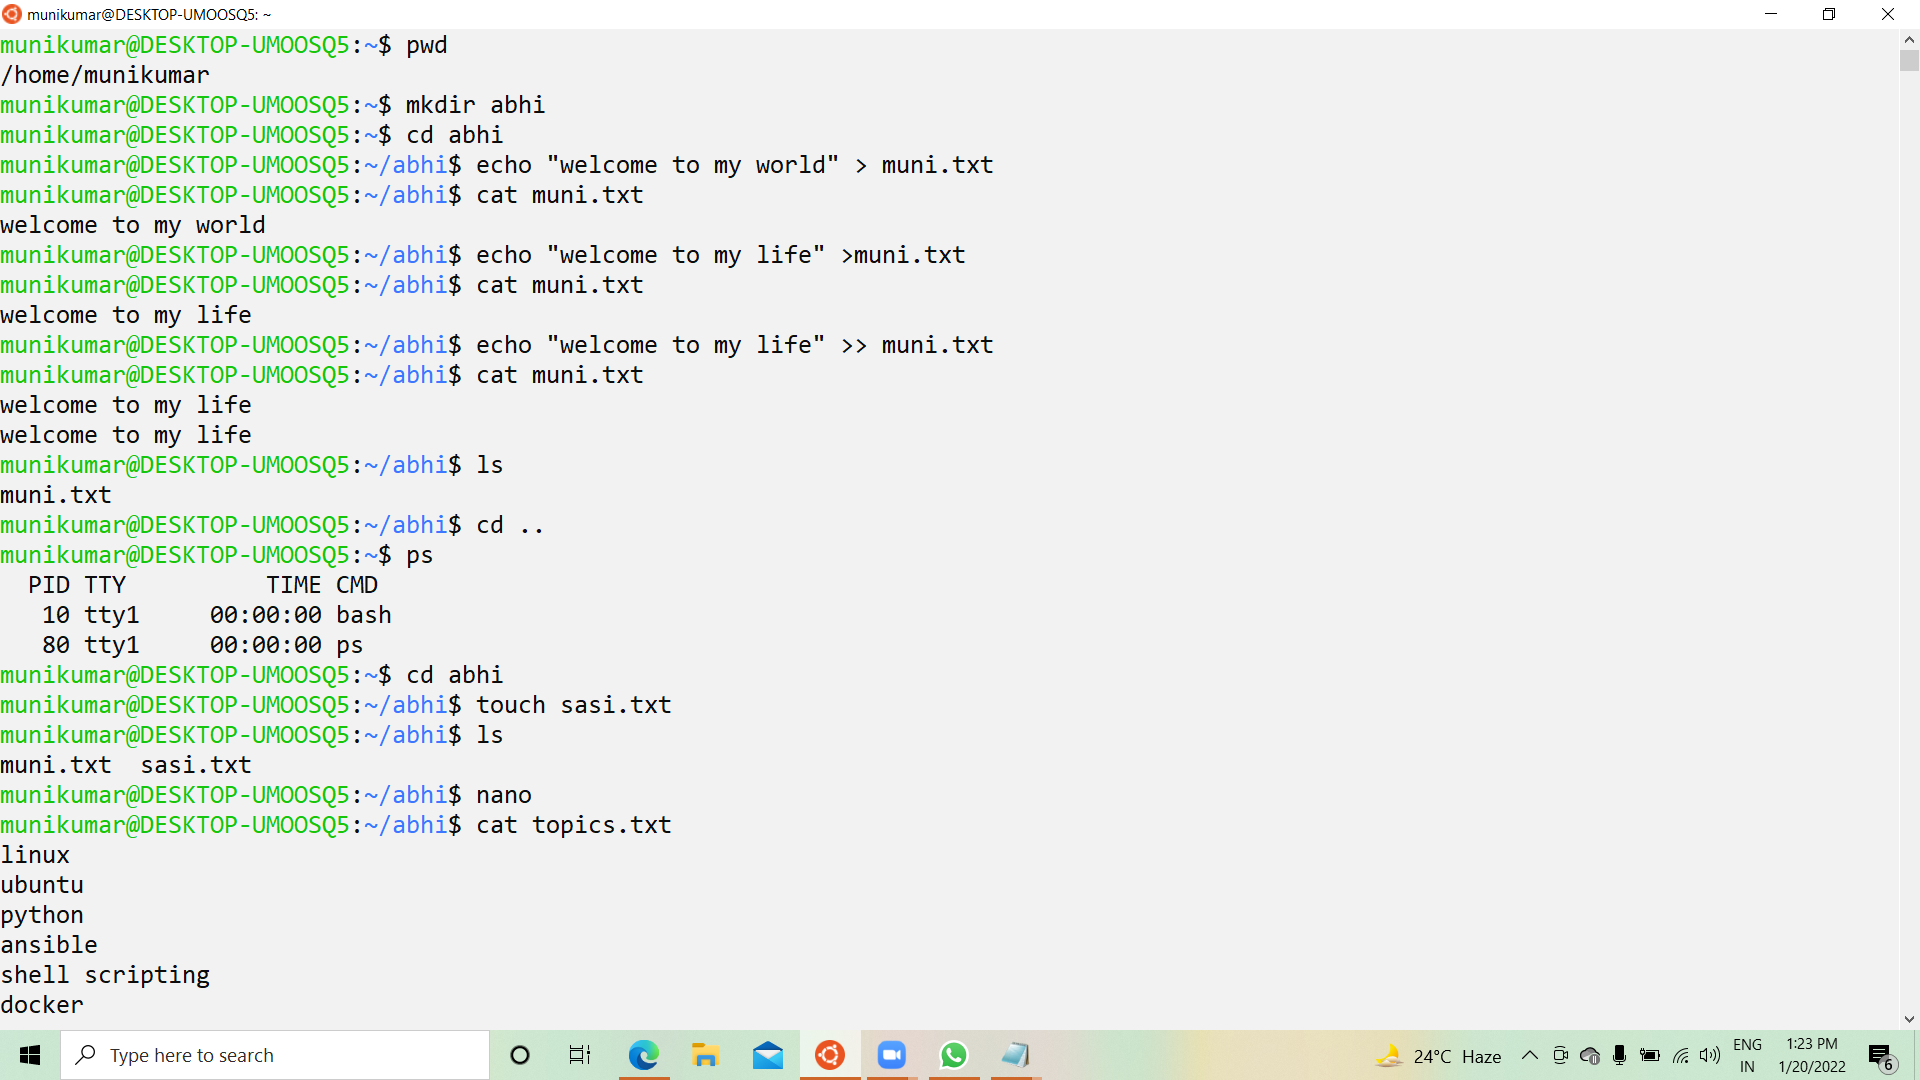 munikumar@DESKTOP-UMOOSQ5: ~
munikumar@DESKTOP-UMOOSQ5:~$ pwd
/home/munikumar
munikumar@DESKTOP-UMOOSQ5:~$ mkdir abhi
munikumar@DESKTOP-UMOOSQ5:~$ cd abhi
munikumar@DESKTOP-UMOOSQ5:~/abhi$ echo "welcome to my world" > muni.txt
munikumar@DESKTOP-UMOOSQ5:~/abhi$ cat muni.txt
welcome to my world
munikumar@DESKTOP-UMOOSQ5:~/abhi$ echo "welcome to my life" >muni.txt
munikumar@DESKTOP-UMOOSQ5:~/abhi$ cat muni.txt
welcome to my life
munikumar@DESKTOP-UMOOSQ5:~/abhi$ echo "welcome to my life" >> muni.txt
munikumar@DESKTOP-UMOOSQ5:~/abhi$ cat muni.txt
welcome to my life
welcome to my life
munikumar@DESKTOP-UMOOSQ5:~/abhi$ ls
muni.txt
munikumar@DESKTOP-UMOOSQ5:~/abhi$ cd ..
munikumar@DESKTOP-UMOOSQ5:~$ ps
  PID TTY          TIME CMD
   10 tty1     00:00:00 bash
   80 tty1     00:00:00 ps
munikumar@DESKTOP-UMOOSQ5:~$ cd abhi
munikumar@DESKTOP-UMOOSQ5:~/abhi$ touch sasi.txt
munikumar@DESKTOP-UMOOSQ5:~/abhi$ ls
muni.txt  sasi.txt
munikumar@DESKTOP-UMOOSQ5:~/abhi$ nano
munikumar@DESKTOP-UMOOSQ5:~/abhi$ cat topics.txt
linux
ubuntu
python
ansible
shell scripting
docker
Type here to search
24°C Haze
ENG
IN
1:23 PM
1/20/2022
6